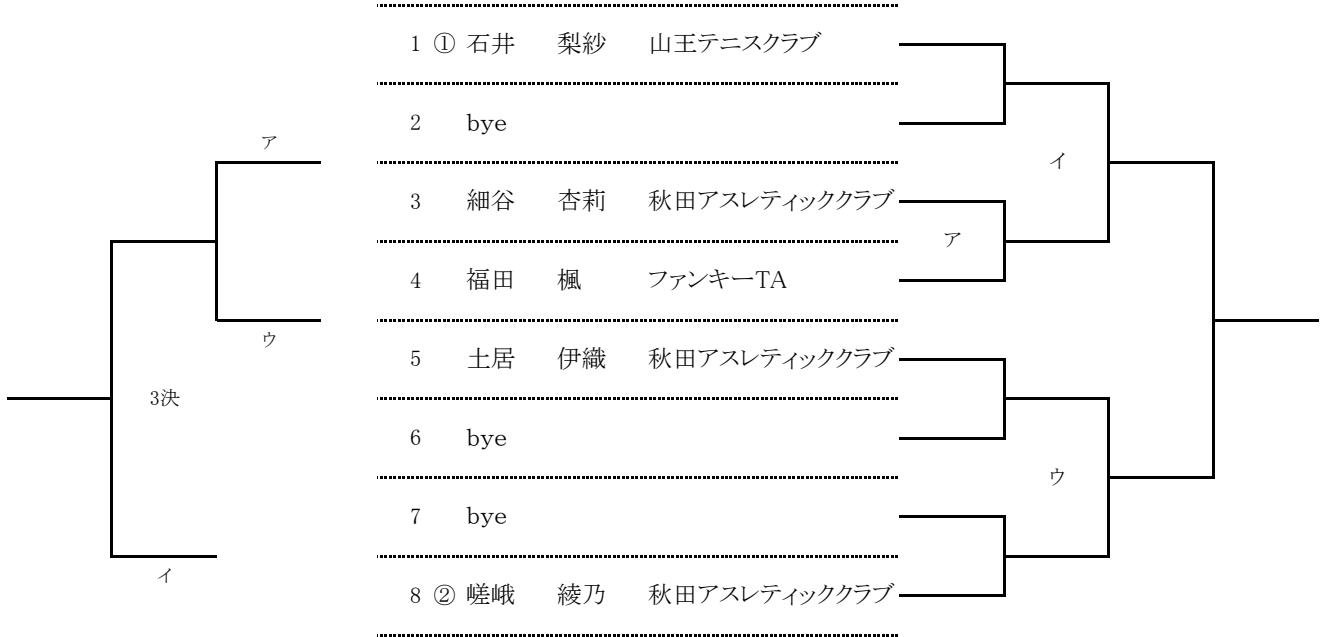 1 ① 石井 梨紗 山王テニスクラブ
2 bye
ア
イ
3 細谷 杏莉 秋田アスレティッククラブ
ア
4 福田 楓 ファンキーTA
ウ
5 土居 伊織 秋田アスレティッククラブ
3決
6 bye
ウ
7 bye
イ
8 ② 嵯峨 綾乃 秋田アスレティッククラブ